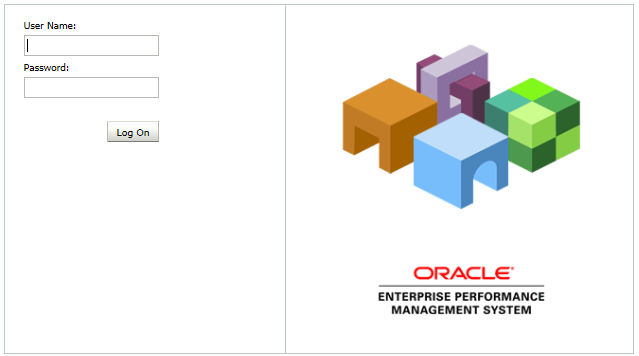 User Name:
Password:
Log On
ORACLE®
ENTERPRISE PERFORMANCE
MANAGEMENT SYSTEM